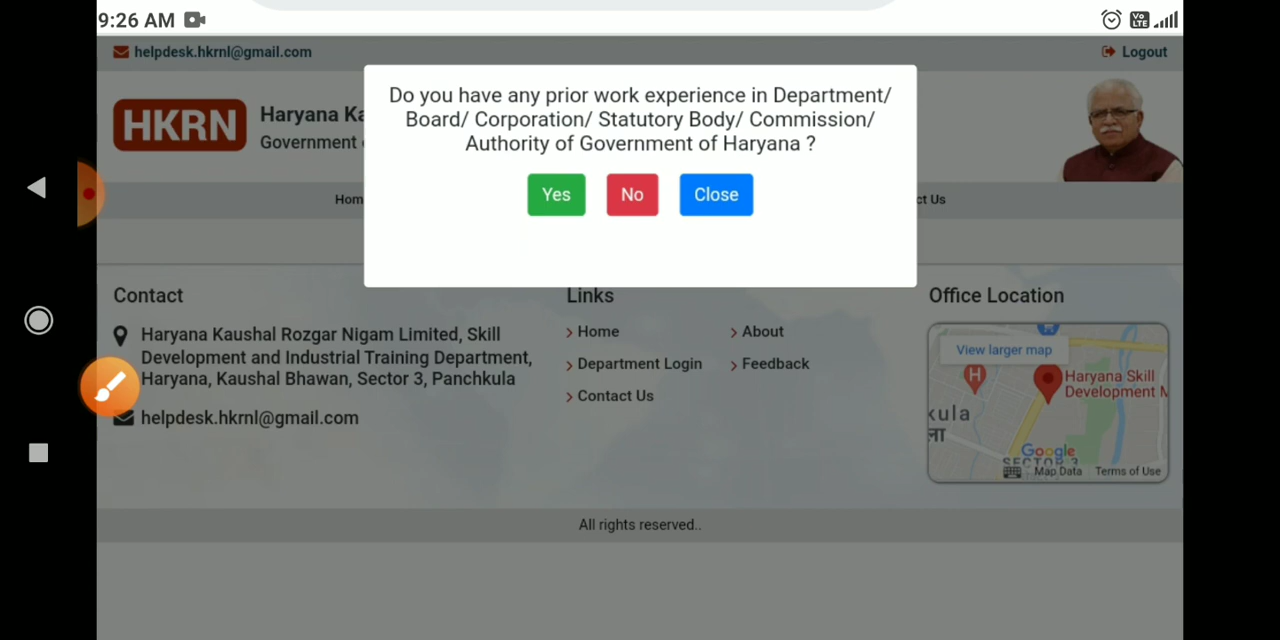 9:26 AM
Vo
LTE
helpdesk.hkrnl@gmail.com
Logout
HKRN
Haryana Ka
Government
Do you have any prior work experience in Department/
Board/ Corporation/ Statutory Body/ Commission/
Authority of Government of Haryana ?
Yes
No
Close
Hom
ct Us
Contact
Haryana Kaushal Rozgar Nigam Limited, Skill
Development and Industrial Training Department,
Haryana, Kaushal Bhawan, Sector 3, Panchkula
helpdesk.hkrnl@gmail.com
Links
Home
About
Department Login
Feedback
Contact Us
Office Location
View larger map
H
Haryana Skill
Development M
kula
ला
Google
SECTOR 3
Map Data
Terms of Use
All rights reserved..